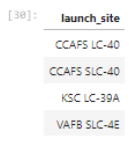 [30]:
launch_site
CCAFS LC-40
CCAFS SLC-40
KSC LC-39A
VAFB SLC-4E